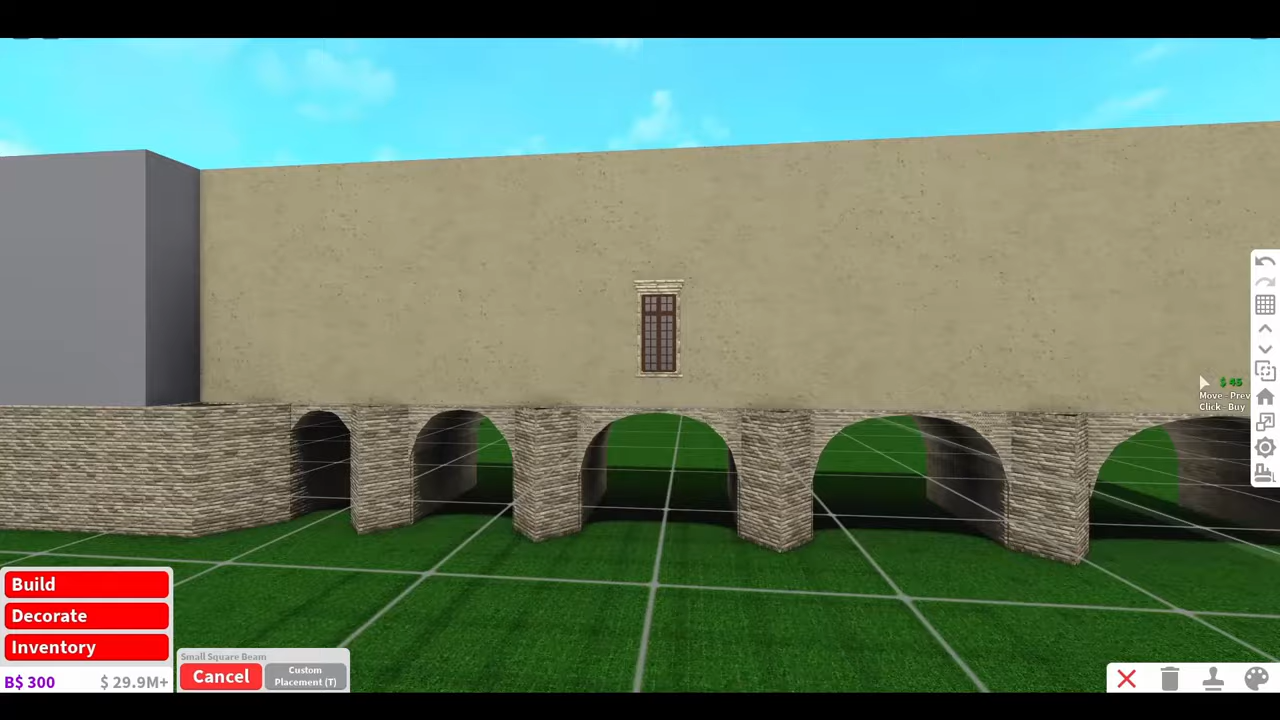 $ 45
Move - Prev
Click - Buy
Build
Decorate
Inventory
B$ 300
$ 29.9M+
Small Square Beam
Cancel
Custom
Placement (T)